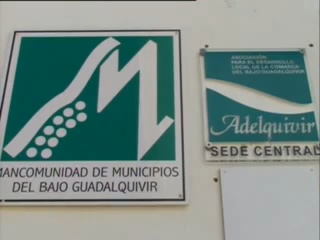 MANCOMUNIDAD DE MUNICIPIOS
DEL BAJO GUADALQUIVIR
ASOCIACIÓN
PARA EL DESARROLLO
LOCAL DE LA COMARCA
DEL BAJO GUADALQUIVIR
Adelquivir
SEDE CENTRAL